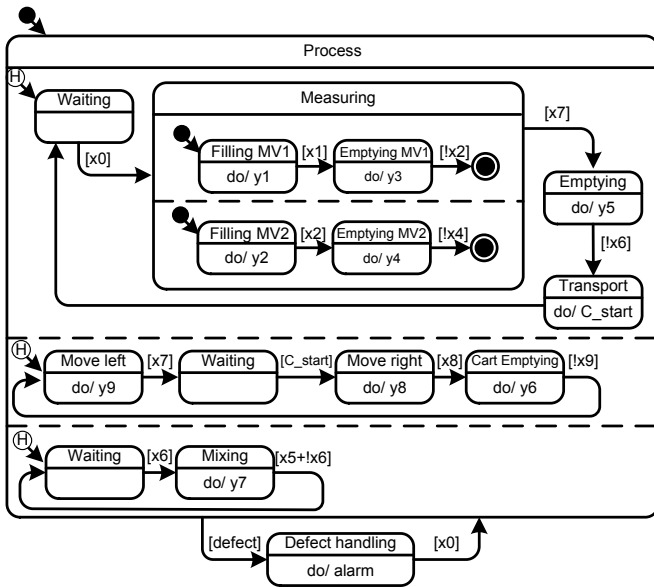 Process
H
Waiting
Measuring
[x7]
[x0]
Filling MV1
[x1]
Emptying MV1
[!x2]
do/ y1
do/ y3
Emptying
do/ y5
Filling MV2
[x2]
Emptying MV2
[!x4]
do/ y2
do/ y4
[!x6]
Transport
do/ C_start
H
Move left
[x7]
Waiting
[C_start]
Move right
[x8]
Cart Emptying
[!x9]
do/ y9
do/ y8
do/ y6
H
Waiting
[x6]
Mixing
[x5+!x6]
do/ y7
[defect]
Defect handling
[x0]
do/ alarm